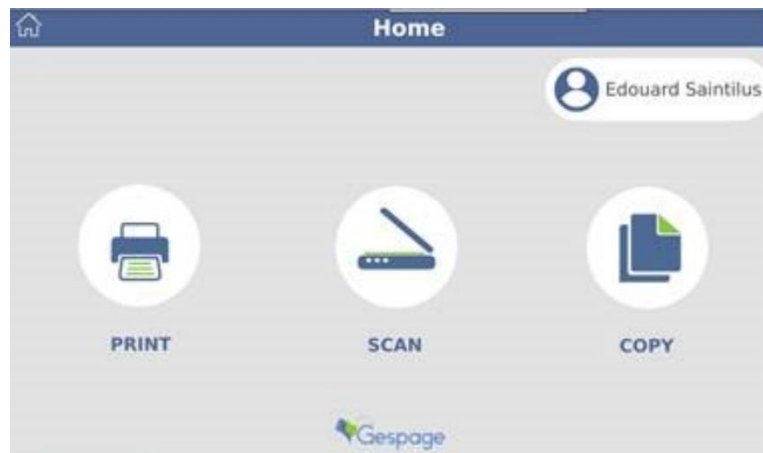 Home
Edouard Saintilus
PRINT
SCAN
COPY
Gespage